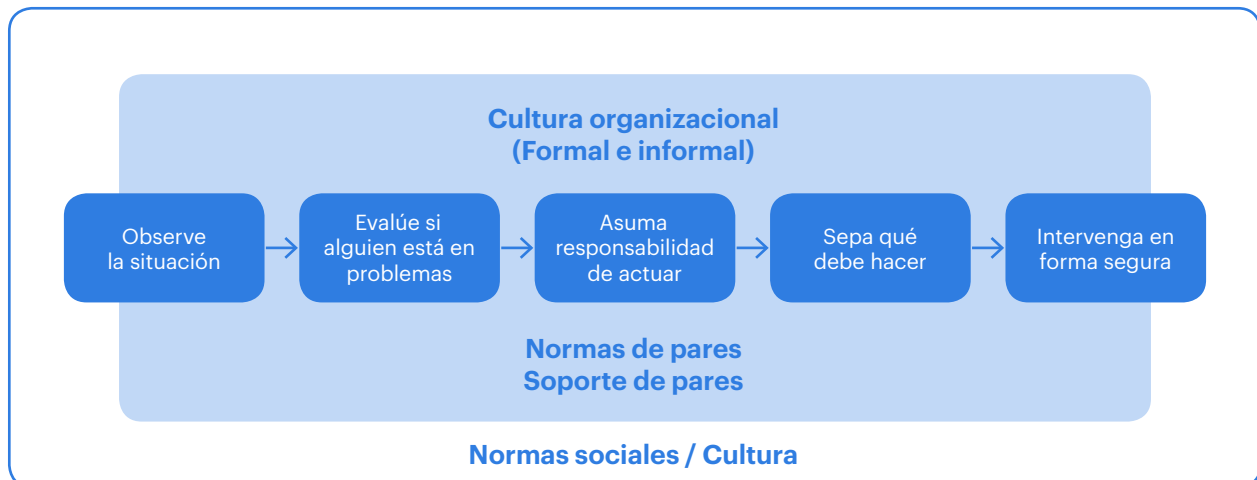 Cultura organizacional
(Formal e informal)
Observe
la situación
Evalúe si
alguien está en
problemas
Asuma
responsabilidad
de actuar
Sepa qué
debe hacer
Intervenga en
forma segura
Normas de pares
Soporte de pares
Normas sociales / Cultura